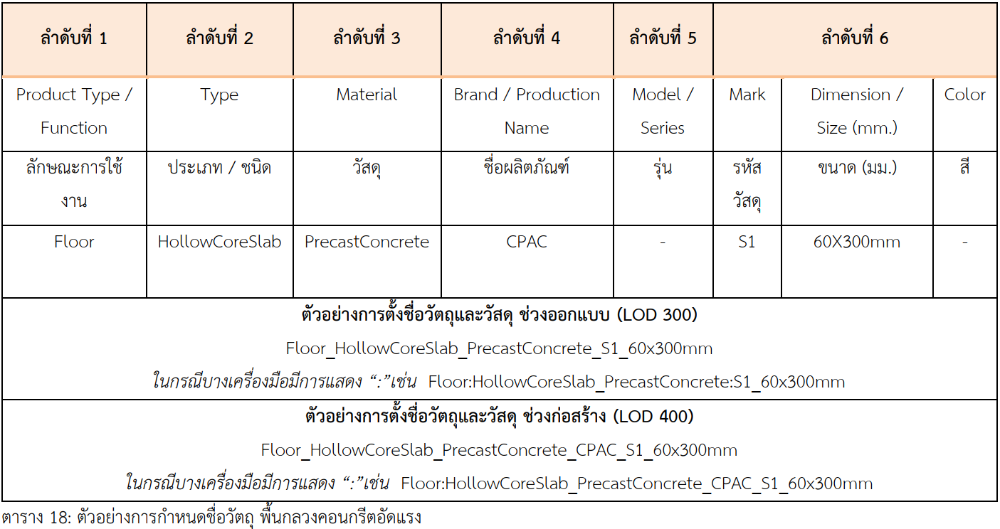 ลำดับที่ 1 ลำดับที่ 2 ลำดับที่ 3 ลำดับที่ 4 ลำดับที่ 5 ลำดับที่ 6
Product Type / Type Material Brand / Production Model / Mark Dimension / Color
Function Name Series Size (mm.)
ลักษณะการใช้ ประเภท / ชนิด วัสดุ ชื่อผลิตภัณฑ์ รุ่น รหัส ขนาด (มม.) สี
งาน วัสดุ
Floor HollowCoreSlab PrecastConcrete CPAC - S1 60X300mm -
ตัวอย่างการตั้งชื่อวัตถุและวัสดุ ช่วงออกแบบ (LOD 300)
Floor_HollowCoreSlab_PrecastConcrete_S1_60x300mm
ในกรณีบางเครื่องมือมีการแสดง “:”เช่น Floor:HollowCoreSlab_PrecastConcrete:S1_60x300mm
ตัวอย่างการตั้งชื่อวัตถุและวัสดุ ช่วงก่อสร้าง (LOD 400)
Floor_HollowCoreSlab_PrecastConcrete_CPAC_S1_60x300mm
ในกรณีบางเครื่องมือมีการแสดง “:”เช่น Floor:HollowCoreSlab_PrecastConcrete_CPAC_S1_60x300mm
ตาราง 18: ตัวอย่างการกำหนดชื่อวัตถุ พื้นกลวงคอนกรีตอัดแรง